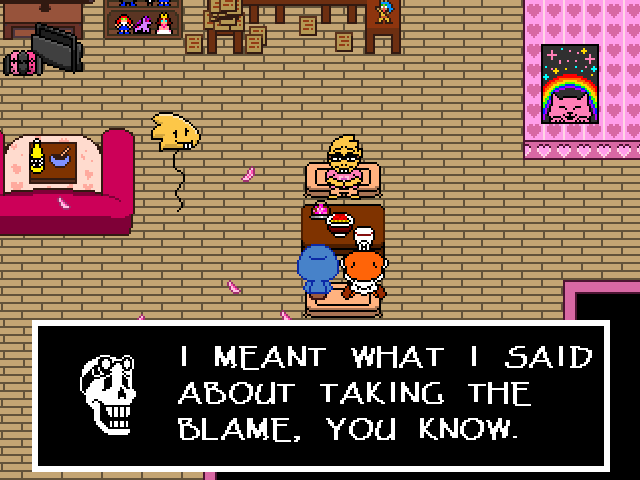 I MEANT WHAT I SAID
ABOUT TAKING THE
BLAME, YOU KNOW.